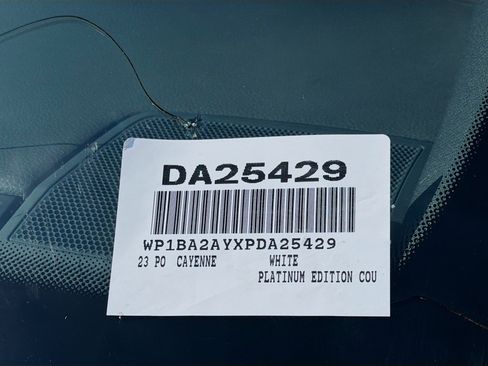 DA25429
WP1BA2AYXPDA25429
23 PO CAYENNE WHITE
PLATINUM EDITION COU